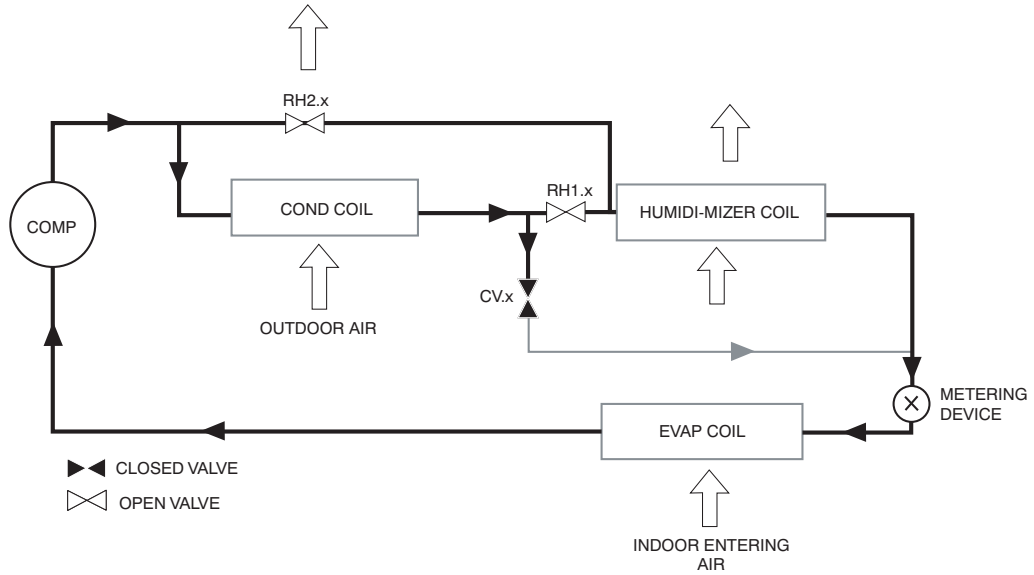 RH2.x
COMP
COND COIL
RH1.x
HUMIDI-MIZER COIL
CV.x
OUTDOOR AIR
METERING
DEVICE
EVAP COIL
CLOSED VALVE
OPEN VALVE
INDOOR ENTERING
AIR